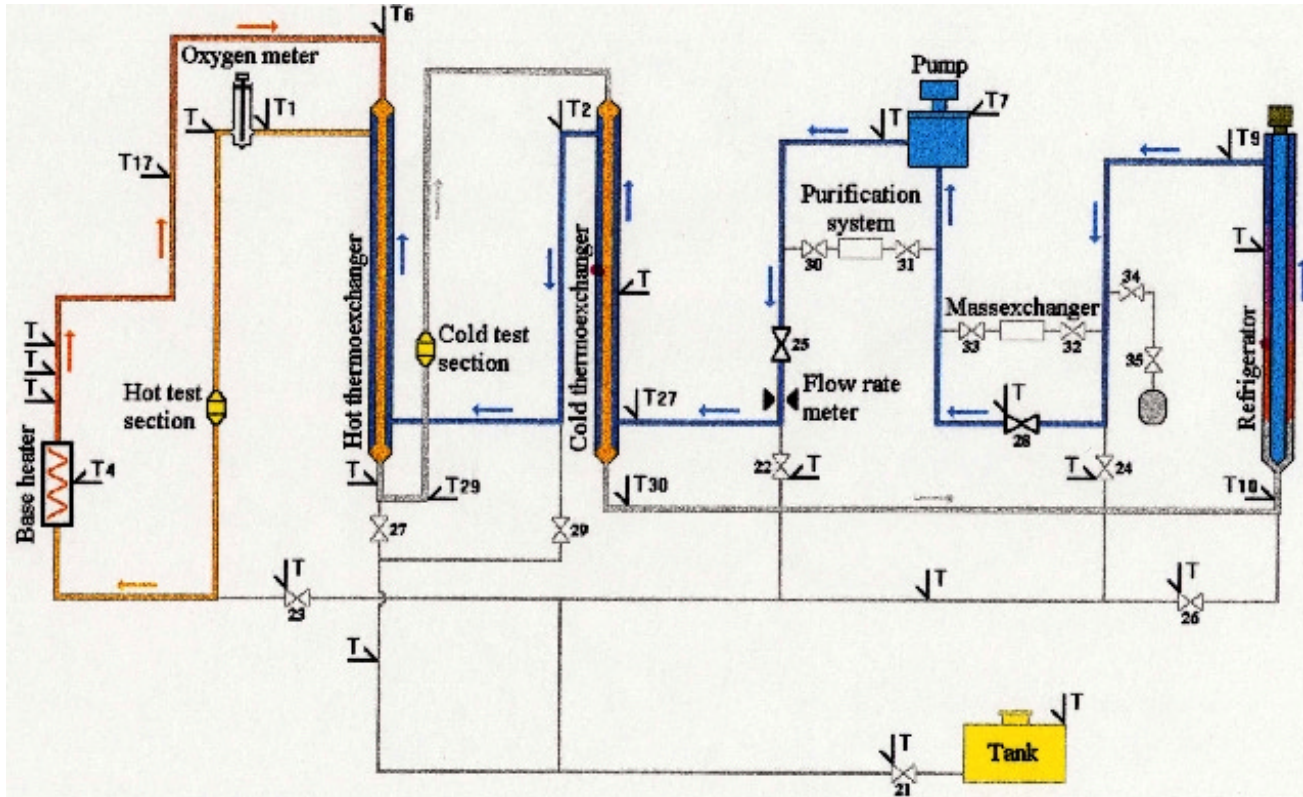 T6
Oxygen meter
T
T1
T2
Pump
T
T7
T9
T17
Purification
system
30
31
T
T
34
Massexchanger
33
32
35
T
T
T
Hot thermoexchanger
Cold test
section
Cold thermoexchanger
25
Flow rate
meter
T
28
Refrigerator
Hot test
section
T27
Base heater
T4
T
T29
T30
22
T
T
24
T10
27
29
T
23
T
T
26
T
T
T
Tank
21